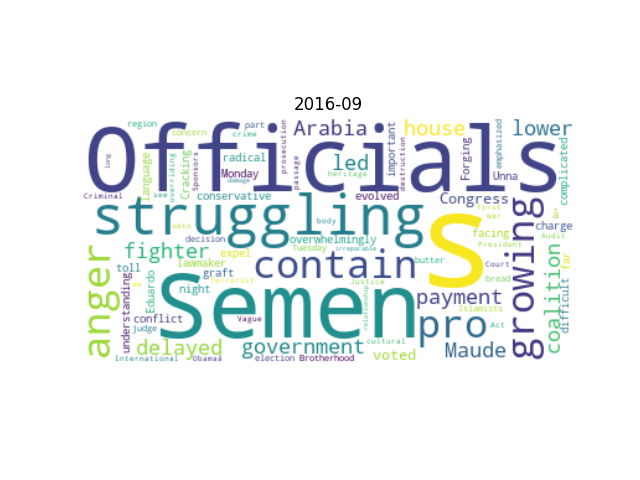 2016-09
Officials
struggling
S
Semen
contain
pro
growing
anger
Arabia
led
house
lower
fighter
coalition
payment
Maude
delayed
government
voted
Congress
region
concern
part
crime
prosecution
passage
important
destruction
Forging
emphasized
complicated
long
Criminal
language
overriding
see
Cracking
Sponsors
radical
Monday
damage
heritage
conservative
evolved
Unna
first
war
charge
veto
decision
body
overwhelmingly
Tuesday
irreparable
facing
President
Audil
expel
lawmaker
toll
Eduardo
graft
terrorist
night
understanding
conflict
judge
Vague
Justice
relationship
butter
Court
bread
Islamists
Act
difficult
far
cultural
International
Obamaa
election
Brotherhood